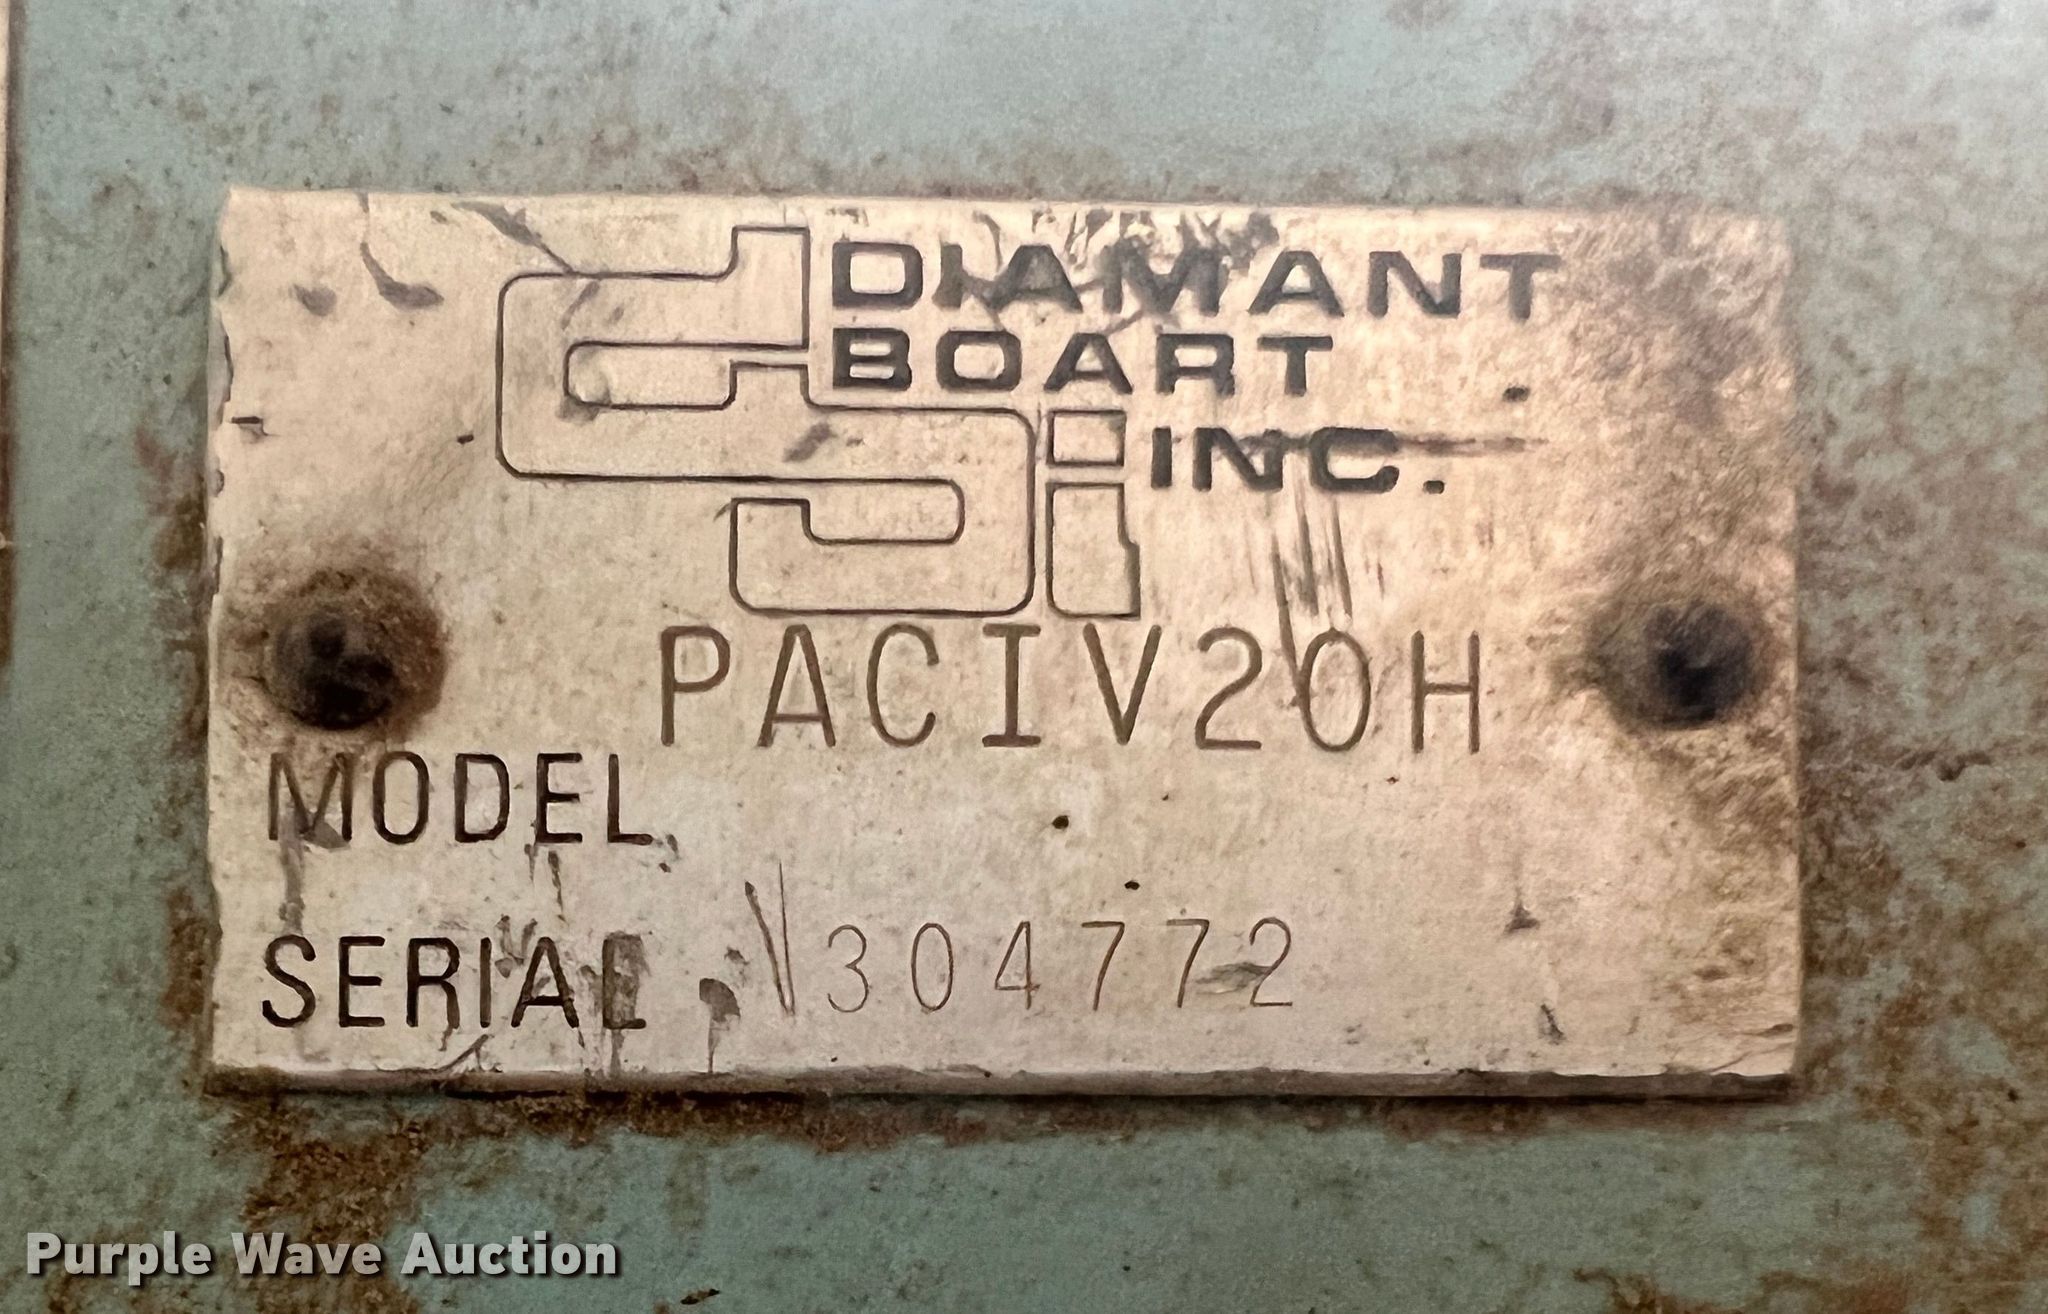 DIAMANT
BOART
INC.
PACIV20H
MODEL
SERIAL 304772
Purple Wave Auction